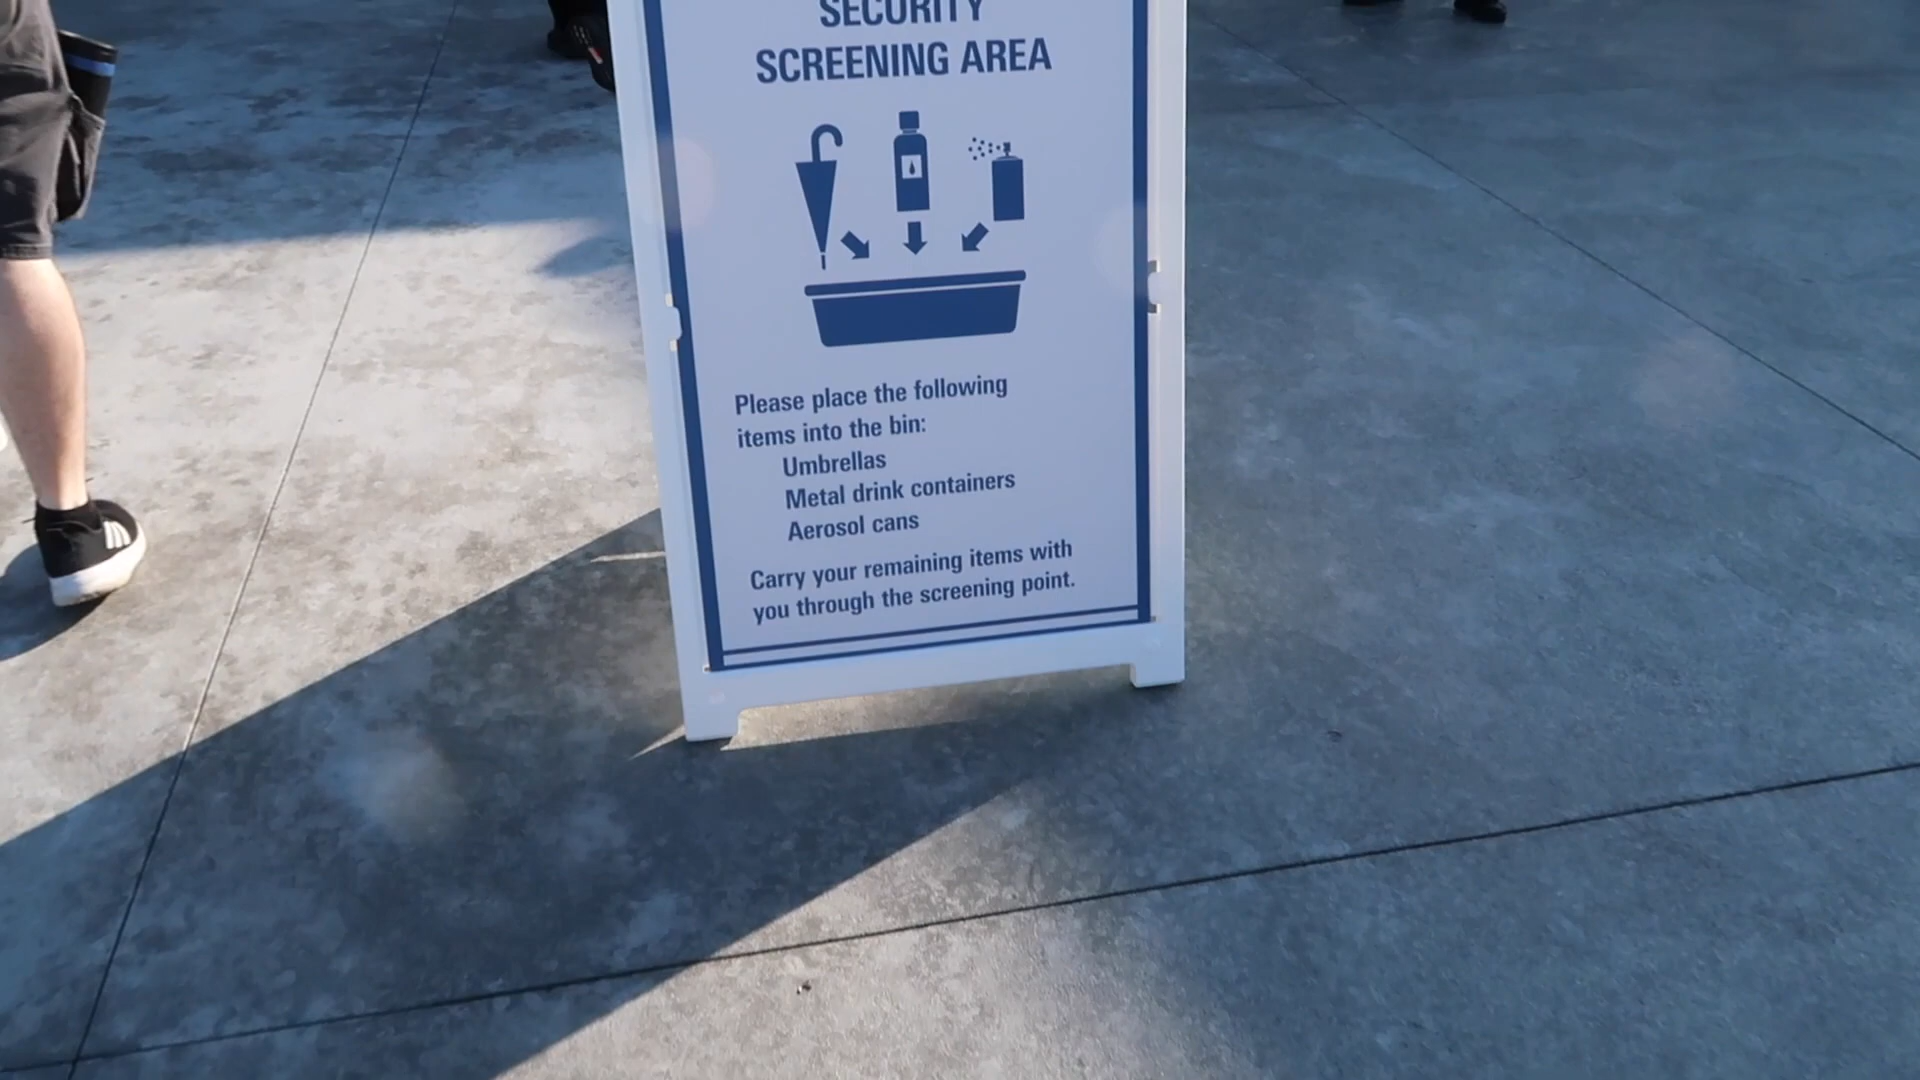 SECURITY
SCREENING AREA
Please place the following
items into the bin:
Umbrellas
Metal drink containers
Aerosol cans
Carry your remaining items with
you through the screening point.